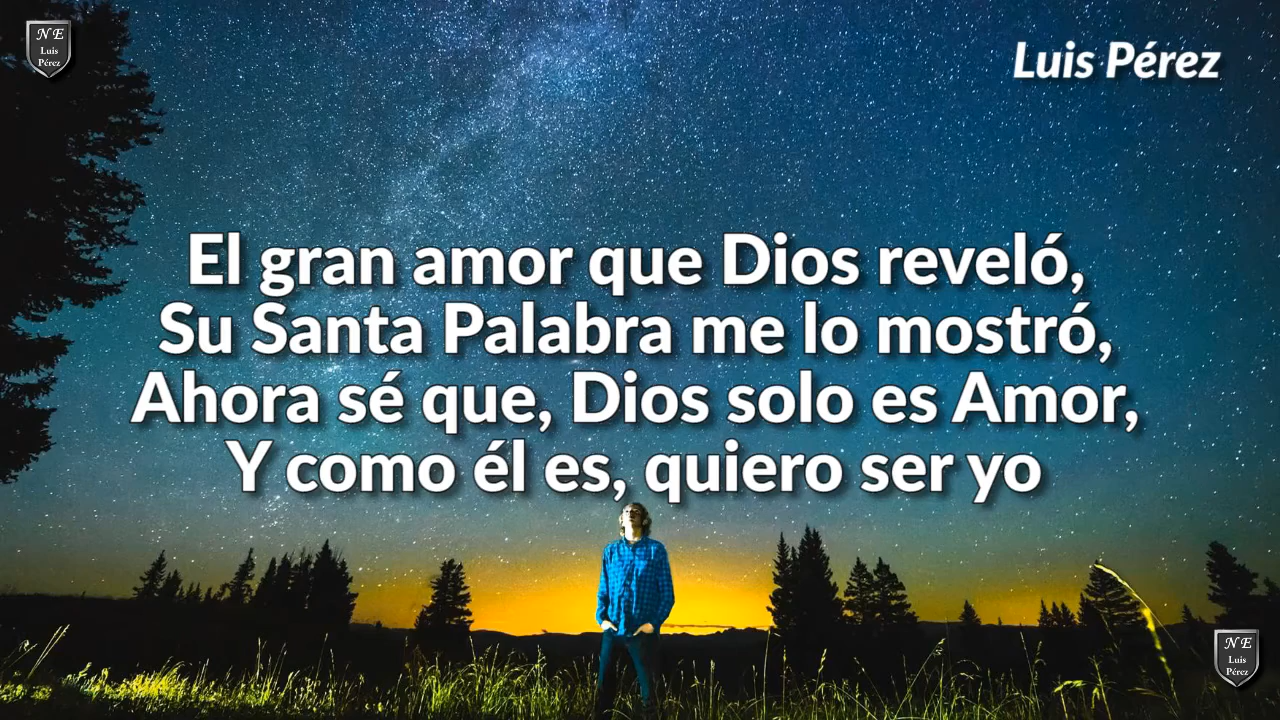 N E
Luis
Pérez
Luis Pérez
El gran amor que Dios reveló,
Su Santa Palabra me lo mostró,
Ahora sé que, Dios solo es Amor,
Y como él es, quiero ser yo
N E
Luis
Pérez